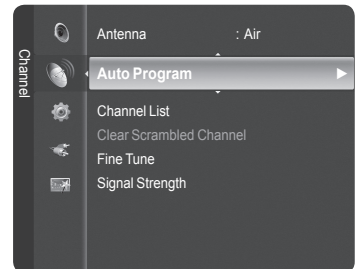 Channel
Antenna : Air
Auto Program
Channel List
Clear Scrambled Channel
Fine Tune
Signal Strength